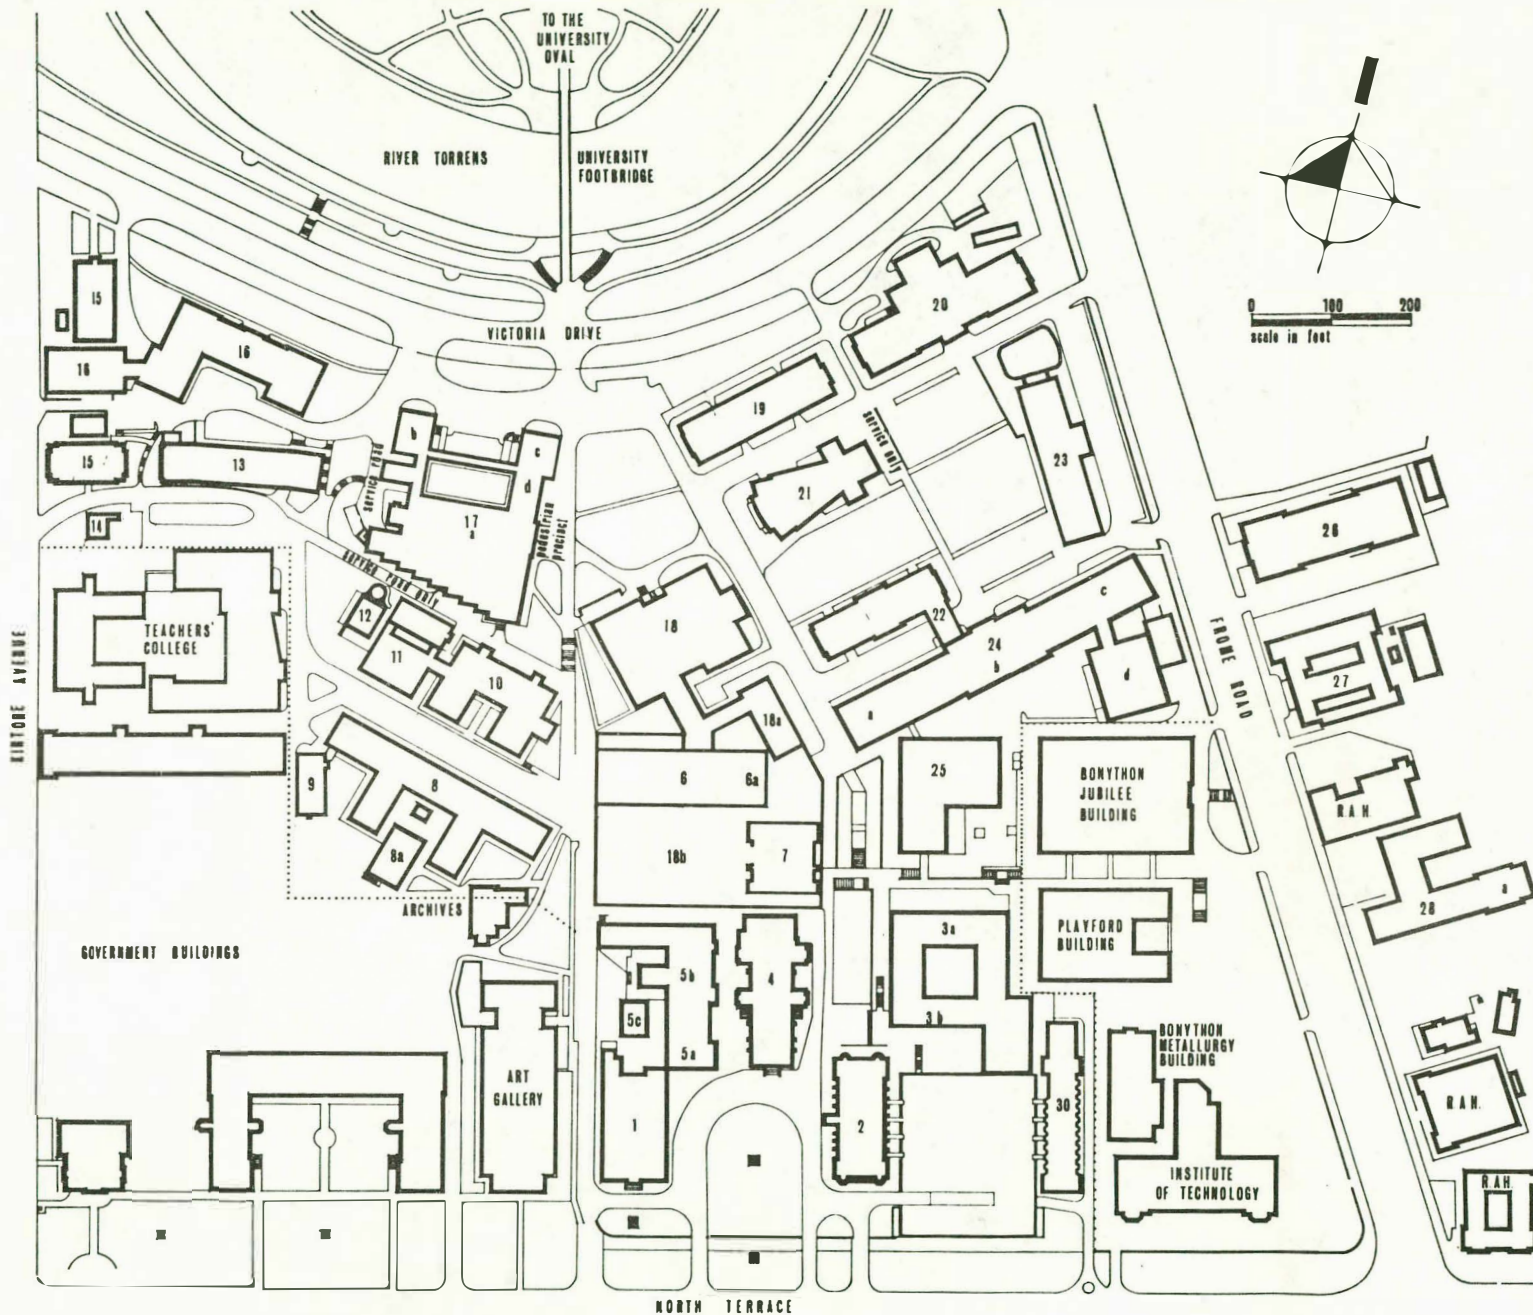 TO THE
UNIVERSITY
OVAL
RIVER TORRENS
UNIVERSITY
FOOTBRIDGE
0 100 200
scale in feet
VICTORIA DRIVE
15
16
16
20
19
service only
b
c
d
15
13
service road
17
a
pedestrian
precinct
21
23
26
14
service road only
TEACHERS'
COLLEGE
12
11
10
18
18a
22
24
a
b
c
d
FROME ROAD
27
KINTORE AVENUE
9
8
8a
6
6a
25
BONYTHON
JUBILEE
BUILDING
R.A.H.
18b
7
28
a
ARCHIVES
GOVERNMENT BUILDINGS
5b
5c
5a
4
3a
3b
PLAYFORD
BUILDING
ART
GALLERY
1
2
30
BONYTHON
METALLURGY
BUILDING
R.A.H.
INSTITUTE
OF TECHNOLOGY
R.A.H.
NORTH TERRACE